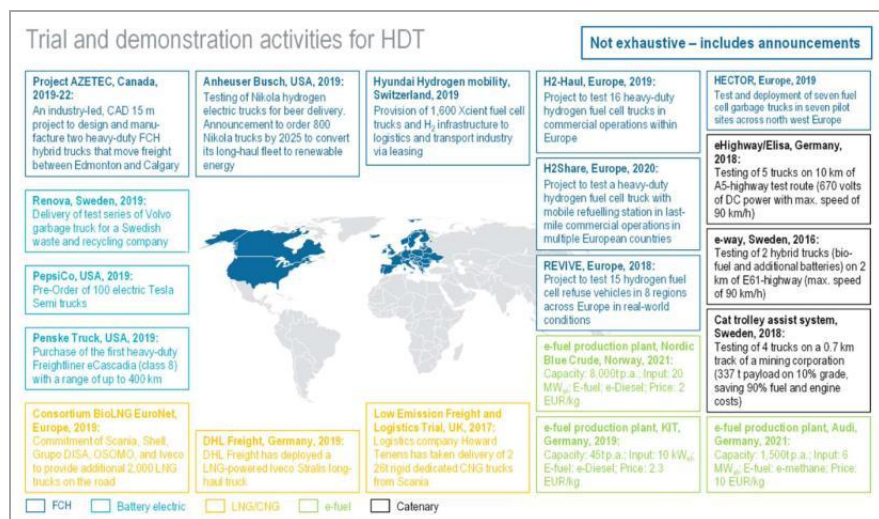 Trial and demonstration activities for HDT
Not exhaustive – includes announcements
Project AZETEC, Canada,
2019-22:
An industry-led, CAD 15 m
project to design and manu-
facture two heavy-duty FCH
hybrid trucks that move freight
between Edmonton and Calgary
Anheuser Busch, USA, 2019:
Testing of Nikola hydrogen
electric trucks for beer delivery.
Announcement to order 800
Nikola trucks by 2025 to convert
its long-haul fleet to renewable
energy
Hyundai Hydrogen mobility,
Switzerland, 2019
Provision of 1,600 Xcient fuel cell
trucks and H2 infrastructure to
logistics and transport industry
via leasing
H2-Haul, Europe, 2019:
Project to test 16 heavy-duty
hydrogen fuel cell trucks in
commercial operations within
Europe
HECTOR, Europe, 2019
Test and deployment of seven fuel
cell garbage trucks in seven pilot
sites across north west Europe
Renova, Sweden, 2019:
Delivery of test series of Volvo
garbage truck for a Swedish
waste and recycling company
PepsiCo, USA, 2019:
Pre-Order of 100 electric Tesla
Semi trucks
Penske Truck, USA, 2019:
Purchase of the first heavy-duty
Freightliner eCascadia (class 8)
with a range of up to 400 km
H2Share, Europe, 2020:
Project to test a heavy-duty
hydrogen fuel cell truck with
mobile refuelling station in last-
mile commercial operations in
multiple European countries
REVIVE, Europe, 2018:
Project to test 15 hydrogen fuel
cell refuse vehicles in 8 regions
across Europe in real-world
conditions
eHighway/Elisa, Germany,
2018:
Testing of 5 trucks on 10 km of
A5-highway test route (670 volts
of DC power with max. speed of
90 km/h)
e-way, Sweden, 2016:
Testing of 2 hybrid trucks (bio-
fuel and additional batteries) on 2
km of E61-highway (max. speed
of 90 km/h)
Cat trolley assist system,
Sweden, 2018:
Testing of 4 trucks on a 0.7 km
track of a mining corporation
(337 t payload on 10% grade,
saving 90% fuel and engine
costs)
e-fuel production plant, Nordic
Blue Crude, Norway, 2021:
Capacity: 8,000t p.a.; Input: 20
MWel; E-fuel: e-Diesel; Price: 2
EUR/kg
Consortium BioLNG EuroNet,
Europe, 2019:
Commitment of Scania, Shell,
Grupo DISA, OSOMO, and Iveco
to provide additional 2,000 LNG
trucks on the road
DHL Freight, Germany, 2019:
DHL Freight has deployed a
LNG-powered Iveco Stralis long-
haul truck
Low Emission Freight and
Logistics Trial, UK, 2017:
Logistics company Howard
Tenens has taken delivery of 2
26t rigid dedicated CNG trucks
from Scania
e-fuel production plant, KIT,
Germany, 2019:
Capacity: 45t p.a.; Input: 10 kWel;
E-fuel: e-Diesel; Price: 2.3
EUR/kg
e-fuel production plant, Audi,
Germany, 2021:
Capacity: 1,500t p.a.; Input: 6
MWel; E-fuel: e-methane; Price:
10 EUR/kg
FCH
Battery electric
LNG/CNG
e-fuel
Catenary